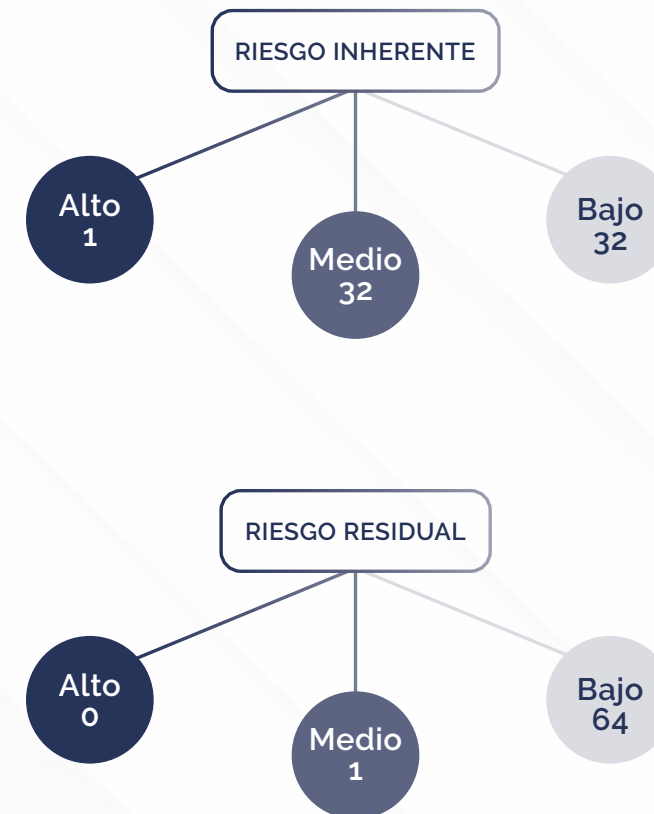 RIESGO INHERENTE
Alto
1
Medio
32
Bajo
32
RIESGO RESIDUAL
Alto
0
Medio
1
Bajo
64